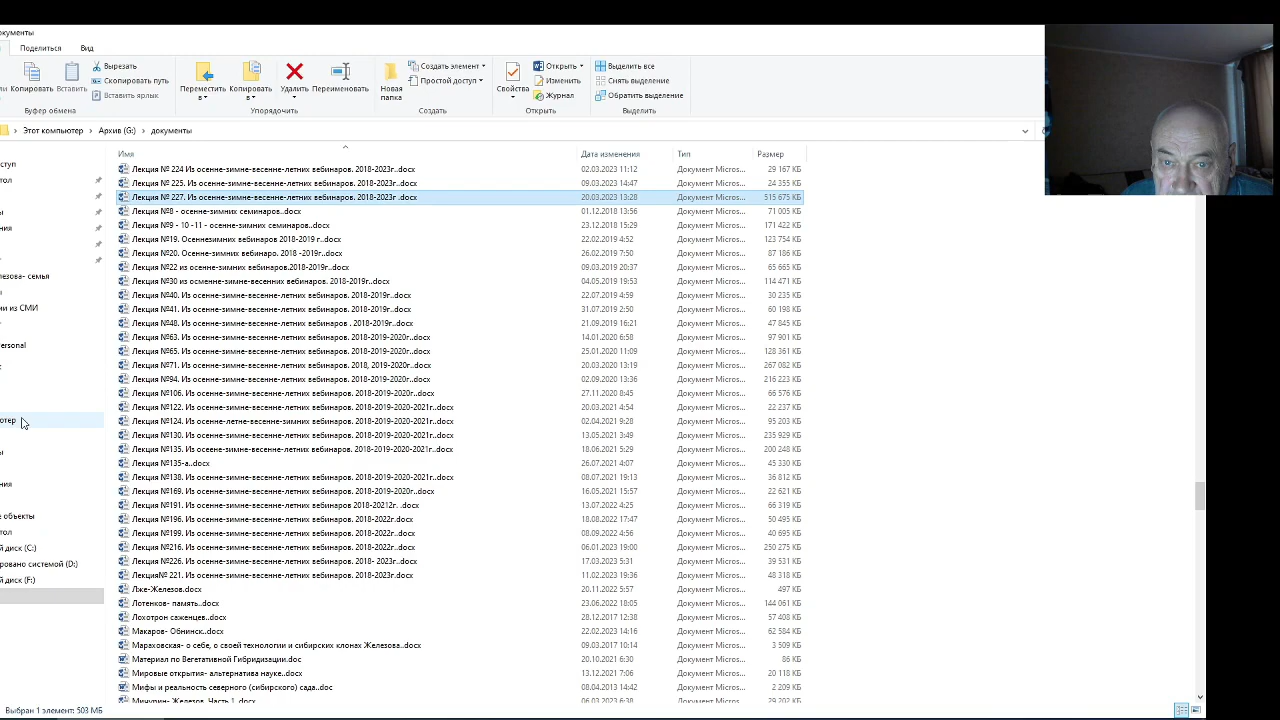 окументы
Поделиться
Вид
Копировать
Вставить
Вырезать
Скопировать путь
Вставить ярлык
Буфер обмена
Переместить в
Копировать в
Удалить
Переименовать
Упорядочить
Новая папка
Создать элемент
Простой доступ
Создать
Свойства
Открыть
Изменить
Журнал
Открыть
Выделить все
Снять выделение
Обратить выделение
Выделить
Этот компьютер > Архив (G:) > документы
Имя Дата изменения Тип Размер
Лекция № 224 Из осенне-зимне-весенне-летних вебинаров. 2018-2023г..docx 02.03.2023 11:12 Документ Micros... 29 167 КБ
Лекция № 225. Из осенне-зимне-весенне-летних вебинаров. 2018-2023г..docx 09.03.2023 14:47 Документ Micros... 24 355 КБ
Лекция № 227. Из осенне-зимне-весенне-летних вебинаров. 2018-2023г .docx 20.03.2023 13:28 Документ Micros... 515 675 КБ
Лекция №8 - осенне-зимних семинаров..docx 01.12.2018 13:56 Документ Micros... 71 005 КБ
Лекция №9 - 10 -11 - осенне-зимних семинаров..docx 23.12.2018 15:29 Документ Micros... 171 422 КБ
Лекция №19. Осеннезимних вебинаров 2018-2019 г..docx 22.02.2019 4:52 Документ Micros... 123 754 КБ
Лекция №20. Осенне-зимних вебинаро. 2018 -2019г..docx 26.02.2019 7:50 Документ Micros... 87 186 КБ
Лекция №22 из осенне-зимних вебинаров.2018-2019г..docx 09.03.2019 20:37 Документ Micros... 65 665 КБ
Лекция №30 из осменне-зимне-весенних вебинаров. 2018-2019г..docx 04.05.2019 19:53 Документ Micros... 114 471 КБ
Лекция №40. Из осенне-зимне-весенне-летних вебинаров. 2018-2019г..docx 22.07.2019 4:59 Документ Micros... 30 235 КБ
Лекция №41. Из осенне-зимне-весенне-летних вебинаров. 2018-2019г..docx 31.07.2019 2:50 Документ Micros... 60 198 КБ
Лекция №48. Из осенне-зимне-весенне-летних вебинаров . 2018-2019г..docx 21.09.2019 16:21 Документ Micros... 47 845 КБ
Лекция №63. Из осенне-зимне-весенне-летних вебинаров. 2018-2019-2020г..docx 14.01.2020 6:58 Документ Micros... 97 901 КБ
Лекция №65. Из осенне-зимне-весенне-летних вебинаров. 2018-2019-2020г..docx 25.01.2020 11:09 Документ Micros... 128 361 КБ
Лекция №71. Из осенне-зимне-весенне-летних вебинаров. 2018, 2019-2020г..docx 20.03.2020 13:19 Документ Micros... 267 082 КБ
Лекция №94. Из осенне-зимне-весенне-летних вебинаров. 2018-2019-2020г..docx 02.09.2020 13:36 Документ Micros... 216 223 КБ
Лекция №106. Из осенне-зимне-весенне-летних вебинаров. 2018-2019-2020г..docx 27.11.2020 8:45 Документ Micros... 66 576 КБ
Лекция №122. Из осенне-зимне-весенне-летних вебинаров. 2018-2019-2020-2021г..docx 20.03.2021 4:54 Документ Micros... 22 237 КБ
Лекция №124. Из осенне-летне-весенне-зимних вебинаров. 2018-2019-2020-2021г..docx 02.04.2021 9:28 Документ Micros... 95 203 КБ
Лекция №130. Из осенне-зимне-весенне-летних вебинаров. 2018-2019-2020-2021г..docx 13.05.2021 3:49 Документ Micros... 235 929 КБ
Лекция №135. Из осеене-зимне-весенне-летних вебинаров. 2018-2019-2020-2021г..docx 18.06.2021 5:29 Документ Micros... 200 248 КБ
Лекция №135-а..docx 26.07.2021 4:07 Документ Micros... 45 330 КБ
Лекция №138. Из осенне-зимне-весенне-летних вебинаров. 2018-2019-2020-2021г..docx 08.07.2021 19:13 Документ Micros... 36 812 КБ
Лекция №169. Из осенне-зимне-весенне-летних вебинаров. 2018-2019-2020г..docx 16.05.2021 15:57 Документ Micros... 22 621 КБ
Лекция №191. Из осенне-зимне-весенне-летних вебинаров 2018-20212г. .docx 13.07.2022 4:25 Документ Micros... 26 505 КБ
Лекция №196. Из осенне-зимне-весенне-летних вебинаров. 2018-2022г..docx 18.08.2022 17:47 Документ Micros... 50 495 КБ
Лекция №199. Из осенне-зимне-весенне-летних вебинаров. 2018-2022г..docx 08.09.2022 4:56 Документ Micros... 40 695 КБ
Лекция №216. Из осенне-зимне-весенне-летних вебинаров. 2018-2022г..docx 06.01.2023 19:00 Документ Micros... 250 275 КБ
Лекция №226. Из осенне-зимне-весенне-летних вебинаров. 2018- 2023г..docx 17.03.2023 5:31 Документ Micros... 39 531 КБ
Лекция№ 221. Из осенне-зимне-весенне-летних вебинаров. 2018-2023г.docx 11.02.2023 19:36 Документ Micros... 48 318 КБ
Лже-Железов.docx 20.11.2022 5:57 Документ Micros... 497 КБ
Лотенков- память..docx 23.06.2022 18:05 Документ Micros... 144 061 КБ
Лохотрон саженцев..docx 28.12.2017 12:38 Документ Micros... 57 408 КБ
Макаров- Обнинск..docx 22.02.2023 14:16 Документ Micros... 62 584 КБ
Мараховская- о себе, о своей технологии и сибирских клонах Железова..docx 09.03.2017 10:14 Документ Micros... 3 509 КБ
Материал по Вегетативной Гибридизации.doc 20.10.2021 6:30 Документ Micros... 86 КБ
Мировые открытия- альтернатива науке..docx 13.12.2021 7:06 Документ Micros... 20 118 КБ
Мифы и реальность северного (сибирского) сада..doc 08.04.2013 14:42 Документ Micros... 2 209 КБ
Мичурин- Железов. Часть 1 .docx 06.03.2023 6:38 Документ Micros... 29 202 КБ
ступ
тол
ния
лезова- семья
ии из СМИ
ersonal
ютер
ния
е объекты
тол
й диск (C:)
ровано системой (D:)
й диск (F:)
Выбран 1 элемент: 503 МБ